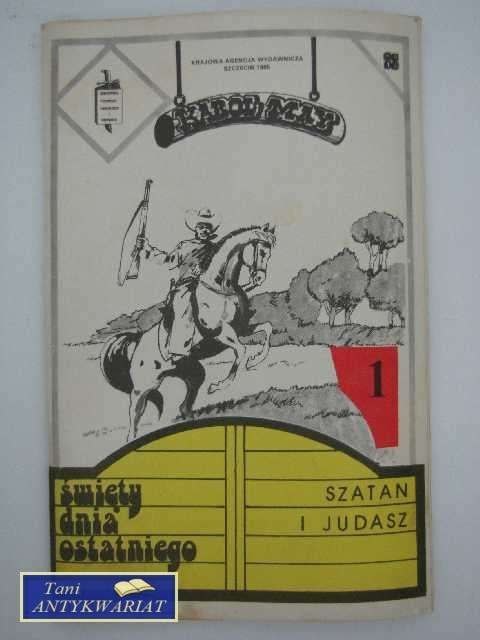 KRAJOWA AGENCJA WYDAWNICZA
SZCZECIN 1985
KAROL MAY
1
święty
dnia
ostatniego
SZATAN
I JUDASZ
Tani
ANTYKWARIAT